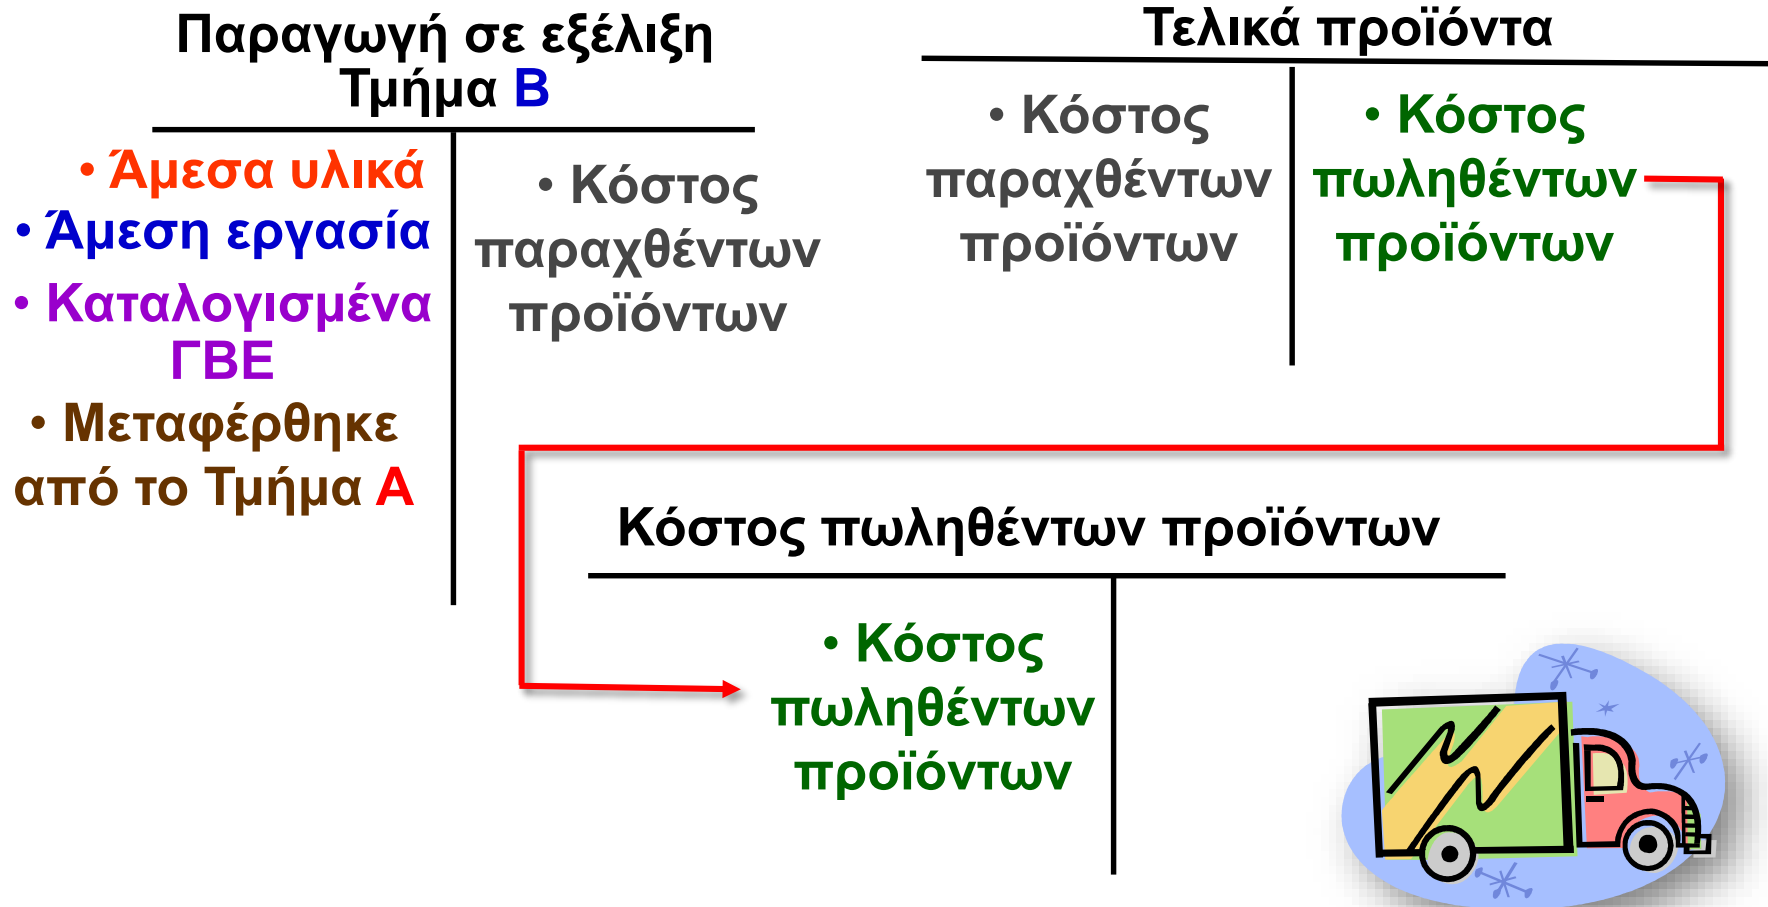 Παραγωγή σε εξέλιξη
Τμήμα Β
• Άμεσα υλικά
• Άμεση εργασία
• Καταλογισμένα
ΓΒΕ
• Μεταφέρθηκε
από το Τμήμα Α
• Κόστος
παραχθέντων
προϊόντων
Τελικά προϊόντα
• Κόστος
παραχθέντων
προϊόντων
• Κόστος
πωληθέντων
προϊόντων
Κόστος πωληθέντων προϊόντων
• Κόστος
πωληθέντων
προϊόντων